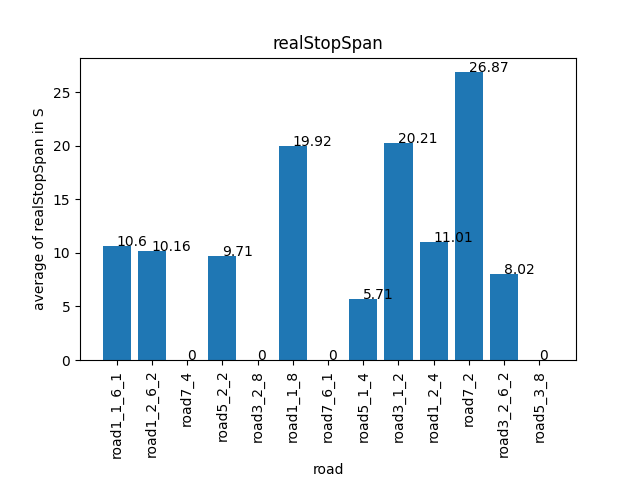 realStopSpan
average of realStopSpan in S
25
20
15
10
5
0
10.6
10.16
0
9.71
0
19.92
0
5.71
20.21
11.01
26.87
8.02
0
road1_1_6_1
road1_2_6_2
road7_4
road5_2_2
road3_2_8
road1_1_8
road7_6_1
road5_1_4
road3_1_2
road1_2_4
road7_2
road3_2_6_2
road5_3_8
road